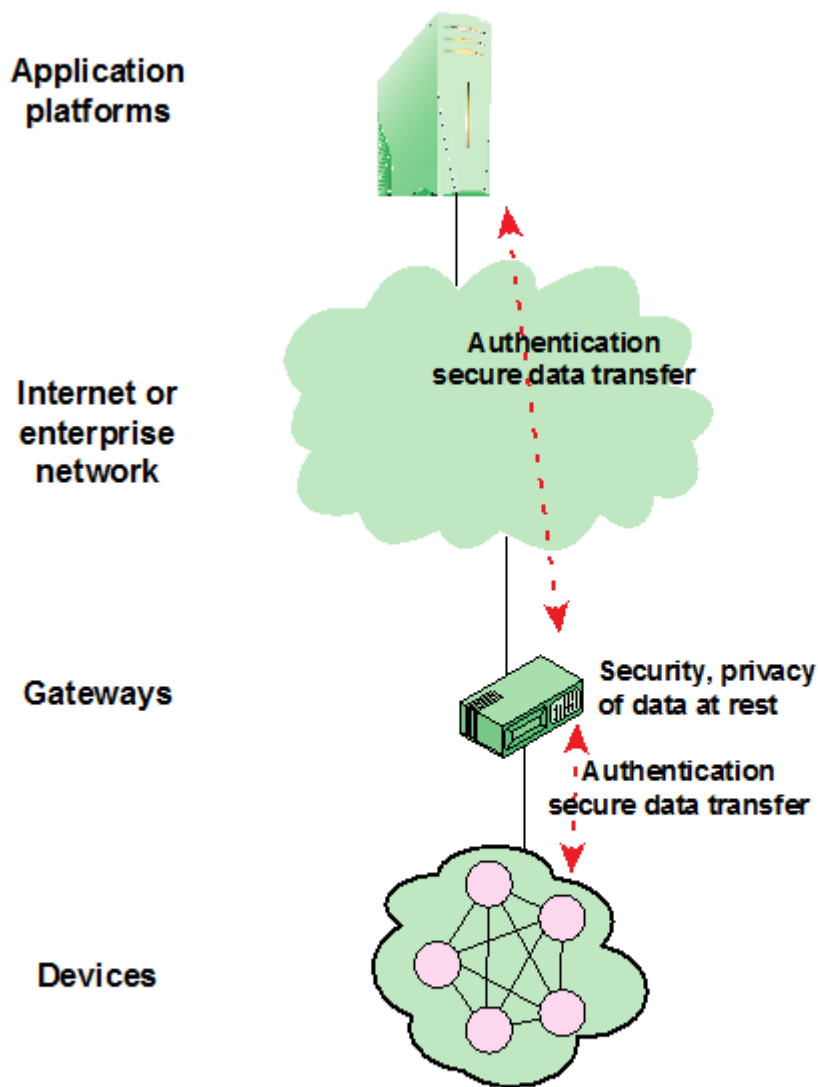 Application
platforms
Authentication
secure data transfer
Internet or
enterprise
network
Gateways
Security, privacy
of data at rest
Authentication
secure data transfer
Devices